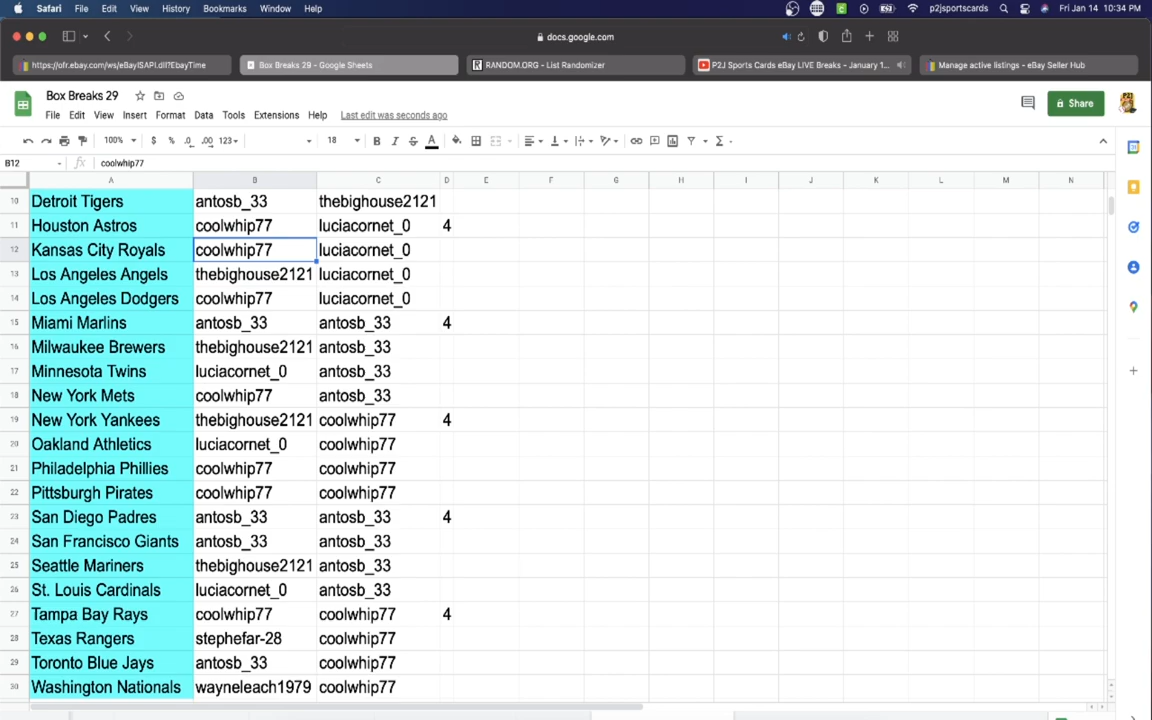 Safari File Edit View History Bookmarks Window Help p2jsportscards Fri Jan 14 10:34 PM
docs.google.com
https://ofr.ebay.com/ws/eBayISAPI.dll?EbayTime Box Breaks 29 - Google Sheets RANDOM.ORG - List Randomizer P2J Sports Cards eBay LIVE Breaks - January 1... Manage active listings - eBay Seller Hub
Box Breaks 29
Share
File Edit View Insert Format Data Tools Extensions Help Last edit was seconds ago
100% $ % .0 .00 123 18 B I S A
B12 fx coolwhip77
A B C D E F G H I J K L M N
10 Detroit Tigers antosb_33 thebighouse2121
11 Houston Astros coolwhip77 luciacornet_0 4
12 Kansas City Royals coolwhip77 luciacornet_0
13 Los Angeles Angels thebighouse2121 luciacornet_0
14 Los Angeles Dodgers coolwhip77 luciacornet_0
15 Miami Marlins antosb_33 antosb_33 4
16 Milwaukee Brewers thebighouse2121 antosb_33
17 Minnesota Twins luciacornet_0 antosb_33
18 New York Mets coolwhip77 antosb_33
19 New York Yankees thebighouse2121 coolwhip77 4
20 Oakland Athletics luciacornet_0 coolwhip77
21 Philadelphia Phillies coolwhip77 coolwhip77
22 Pittsburgh Pirates coolwhip77 coolwhip77
23 San Diego Padres antosb_33 antosb_33 4
24 San Francisco Giants antosb_33 antosb_33
25 Seattle Mariners thebighouse2121 antosb_33
26 St. Louis Cardinals luciacornet_0 antosb_33
27 Tampa Bay Rays coolwhip77 coolwhip77 4
28 Texas Rangers stephefar-28 coolwhip77
29 Toronto Blue Jays antosb_33 coolwhip77
30 Washington Nationals wayneleach1979 coolwhip77